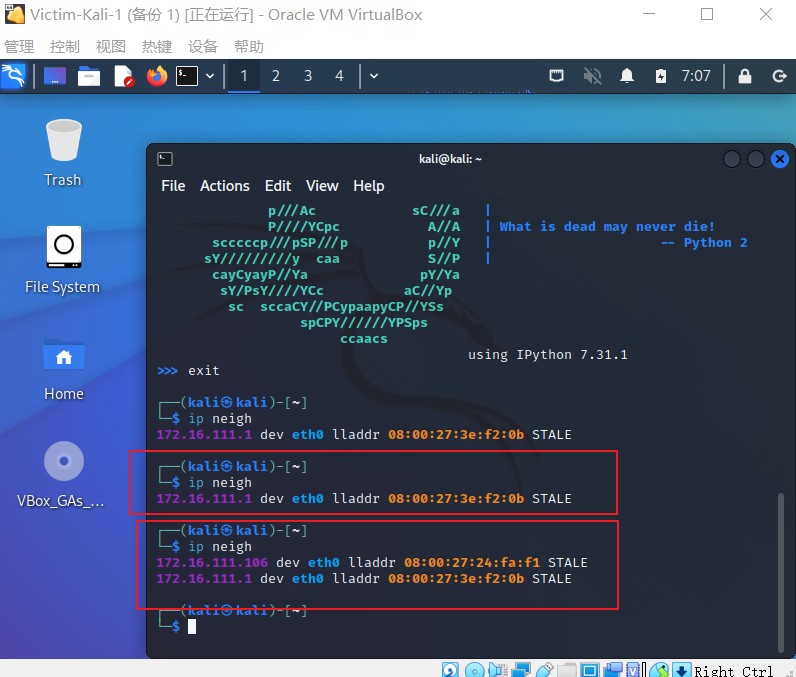 Victim-Kali-1 (备份 1) [正在运行] - Oracle VM VirtualBox
管理 控制 视图 热键 设备 帮助
1 2 3 4 7:07
Trash
File System
Home
VBox_GAs_...
kali@kali: ~
File Actions Edit View Help
p///Ac sC///a |
P////YCpc A//A | What is dead may never die!
scccccp///pSP///p p//Y | -- Python 2
sY/////////y caa S//P |
cayCyayP//Ya pY/Ya
sY/PsY////YCc aC//Yp
sc sccaCY//PCypaapyCP//YSs
spCPY//////YPSps
ccaacs
using IPython 7.31.1
>>> exit
┌──(kali㉿kali)-[~]
└─$ ip neigh
172.16.111.1 dev eth0 lladdr 08:00:27:3e:f2:0b STALE
┌──(kali㉿kali)-[~]
└─$ ip neigh
172.16.111.1 dev eth0 lladdr 08:00:27:3e:f2:0b STALE
┌──(kali㉿kali)-[~]
└─$ ip neigh
172.16.111.106 dev eth0 lladdr 08:00:27:24:fa:f1 STALE
172.16.111.1 dev eth0 lladdr 08:00:27:3e:f2:0b STALE
┌──(kali㉿kali)-[~]
└─$
Right Ctrl